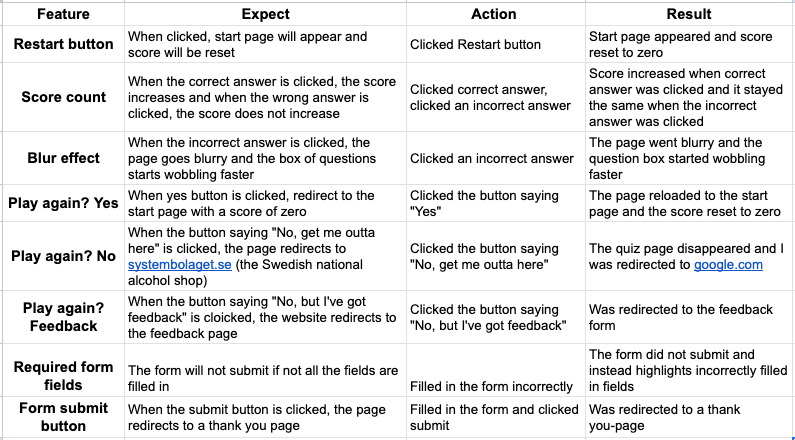 Feature Expect Action Result
Restart button
When clicked, start page will appear and
score will be reset
Clicked Restart button
Start page appeared and score
reset to zero
Score count
When the correct answer is clicked, the score
increases and when the wrong answer is
clicked, the score does not increase
Clicked correct answer,
clicked an incorrect answer
Score increased when correct
answer was clicked and it stayed
the same when the incorrect
answer was clicked
Blur effect
When the incorrect answer is clicked, the
page goes blurry and the box of questions
starts wobbling faster
Clicked an incorrect answer
The page went blurry and the
question box started wobbling
faster
Play again? Yes
When yes button is clicked, redirect to the
start page with a score of zero
Clicked the button saying
"Yes"
The page reloaded to the start
page and the score reset to zero
Play again? No
When the button saying "No, get me outta
here" is clicked, the page redirects to
systembolaget.se (the Swedish national
alcohol shop)
Clicked the button saying
"No, get me outta here"
The quiz page disappeared and I
was redirected to google.com
Play again?
Feedback
When the button saying "No, but I've got
feedback" is cloicked, the website redirects to
the feedback page
Clicked the button saying
"No, but I've got feedback"
Was redirected to the feedback
form
Required form
fields
The form will not submit if not all the fields are
filled in
Filled in the form incorrectly
The form did not submit and
instead highlights incorrectly filled
in fields
Form submit
button
When the submit button is clicked, the page
redirects to a thank you page
Filled in the form and clicked
submit
Was redirected to a thank
you-page